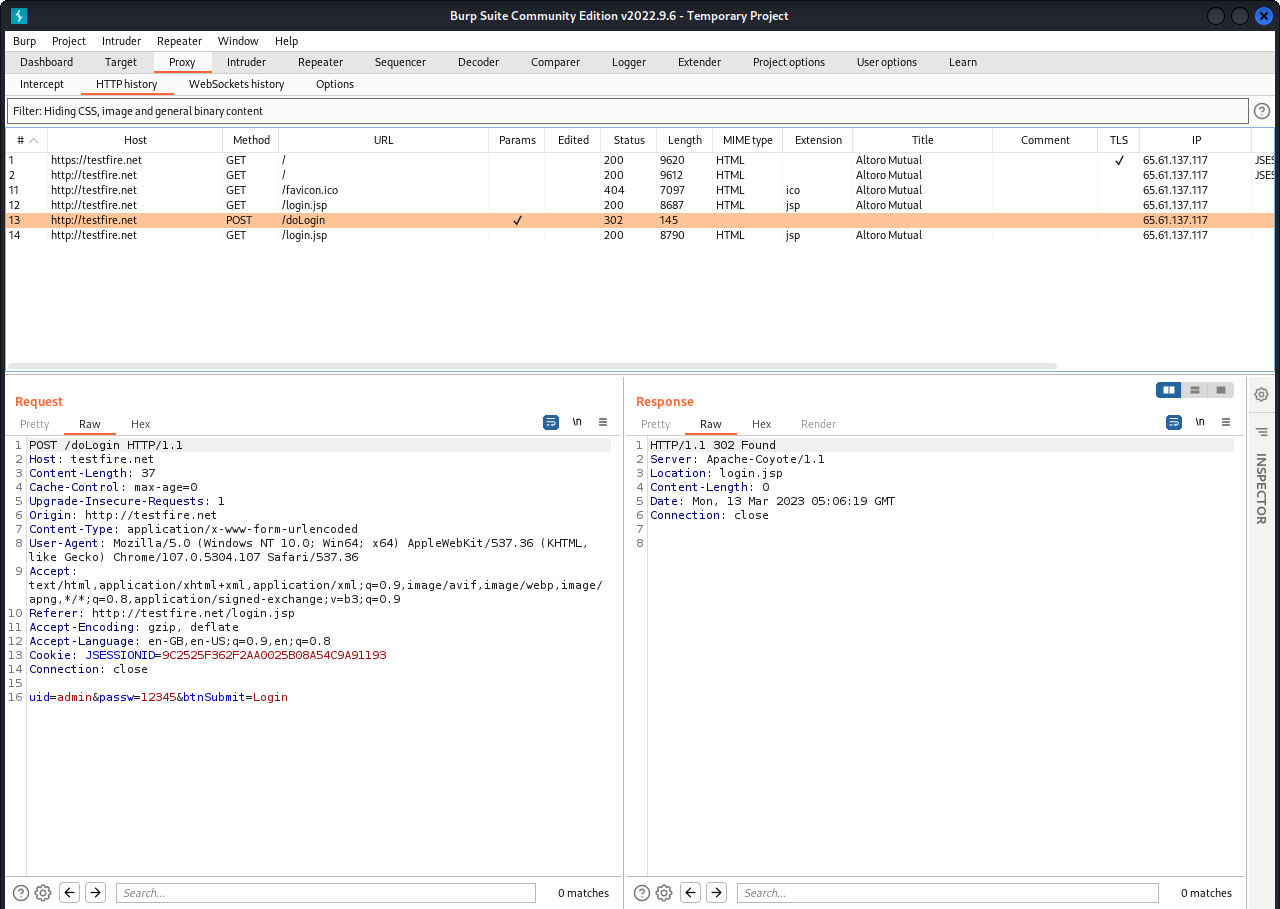 Burp Suite Community Edition v2022.9.6 - Temporary Project
Burp Project Intruder Repeater Window Help
Dashboard Target Proxy Intruder Repeater Sequencer Decoder Comparer Logger Extender Project options User options Learn
Intercept HTTP history WebSockets history Options
Filter: Hiding CSS, image and general binary content
# Host Method URL Params Edited Status Length MIME type Extension Title Comment TLS IP
1 https://testfire.net GET / 200 9620 HTML Altoro Mutual ✓ 65.61.137.117 JSES
2 http://testfire.net GET / 200 9612 HTML Altoro Mutual 65.61.137.117 JSES
11 http://testfire.net GET /favicon.ico 404 7097 HTML ico Altoro Mutual 65.61.137.117
12 http://testfire.net GET /login.jsp 200 8687 HTML jsp Altoro Mutual 65.61.137.117
13 http://testfire.net POST /doLogin ✓ 302 145 65.61.137.117
14 http://testfire.net GET /login.jsp 200 8790 HTML jsp Altoro Mutual 65.61.137.117
Request
Pretty Raw Hex
\n
1 POST /doLogin HTTP/1.1
2 Host: testfire.net
3 Content-Length: 37
4 Cache-Control: max-age=0
5 Upgrade-Insecure-Requests: 1
6 Origin: http://testfire.net
7 Content-Type: application/x-www-form-urlencoded
8 User-Agent: Mozilla/5.0 (Windows NT 10.0; Win64; x64) AppleWebKit/537.36 (KHTML,
like Gecko) Chrome/107.0.5304.107 Safari/537.36
9 Accept:
text/html,application/xhtml+xml,application/xml;q=0.9,image/avif,image/webp,image/
apng,*/*;q=0.8,application/signed-exchange;v=b3;q=0.9
10 Referer: http://testfire.net/login.jsp
11 Accept-Encoding: gzip, deflate
12 Accept-Language: en-GB,en-US;q=0.9,en;q=0.8
13 Cookie: JSESSIONID=9C2525F362F2AA0025B08A54C9A91193
14 Connection: close
15
16 uid=admin&passw=12345&btnSubmit=Login
Search...
0 matches
Response
Pretty Raw Hex Render
\n
1 HTTP/1.1 302 Found
2 Server: Apache-Coyote/1.1
3 Location: login.jsp
4 Content-Length: 0
5 Date: Mon, 13 Mar 2023 05:06:19 GMT
6 Connection: close
7
8
Search...
0 matches
INSPECTOR